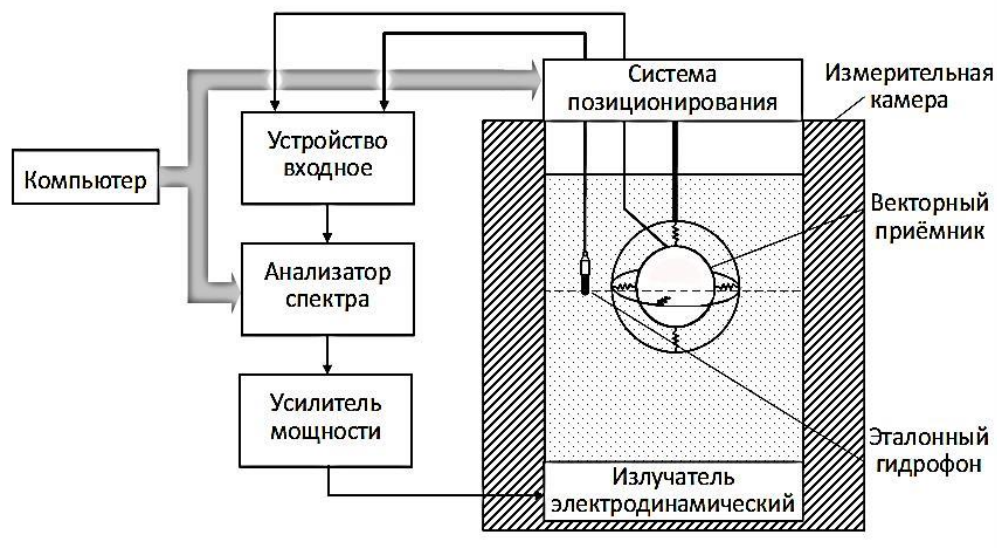 Система
позиционирования
Измерительная
камера
Устройство
входное
Компьютер
Векторный
приёмник
Анализатор
спектра
Усилитель
мощности
Эталонный
гидрофон
Излучатель
электродинамический